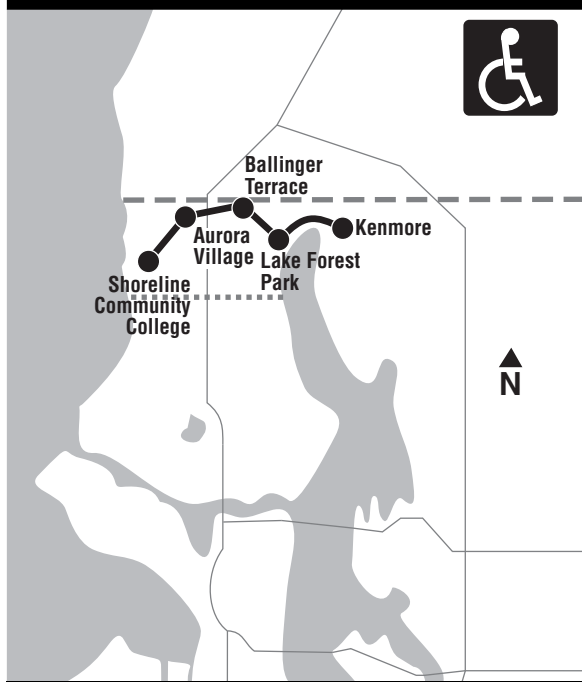 Ballinger
Terrace
Aurora
Village
Kenmore
Lake Forest
Park
Shoreline
Community
College
N